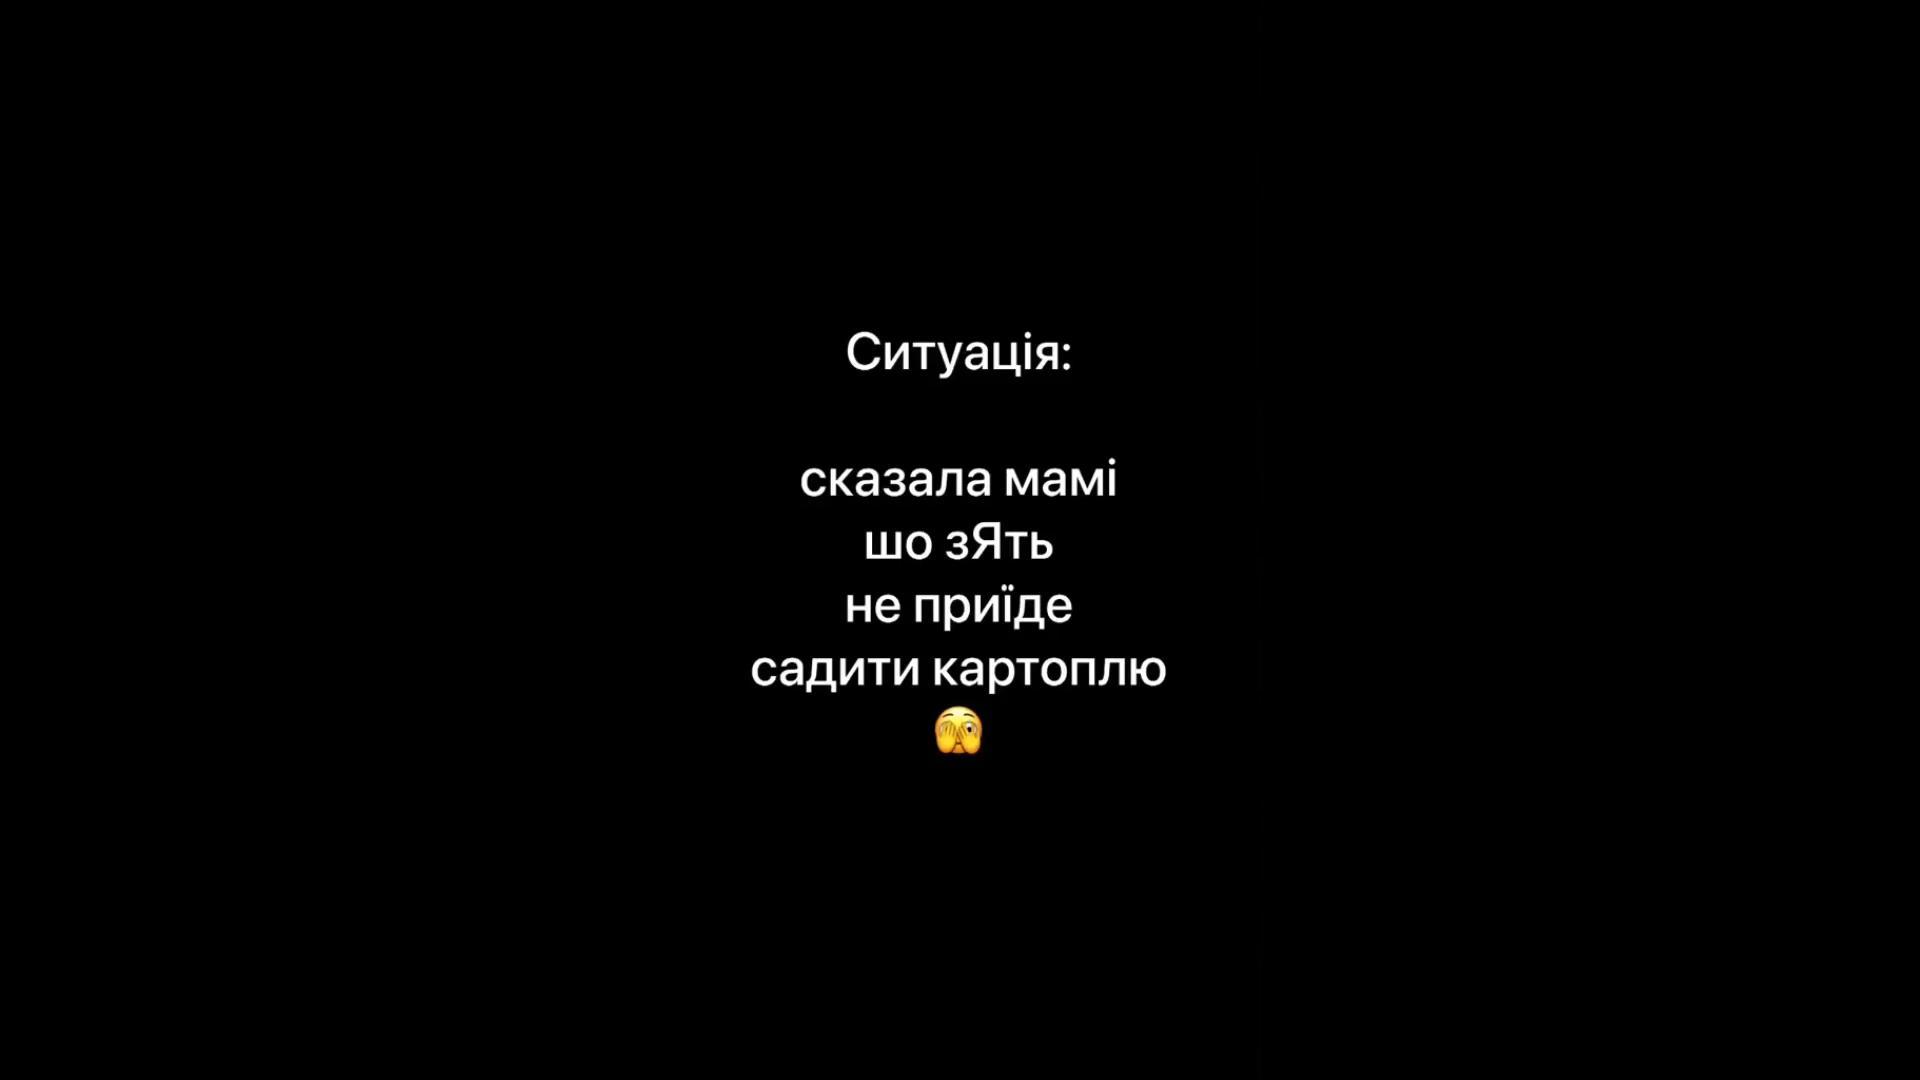 Ситуація:
сказала мамі
шо зЯть
не приїде
садити картоплю
🫣